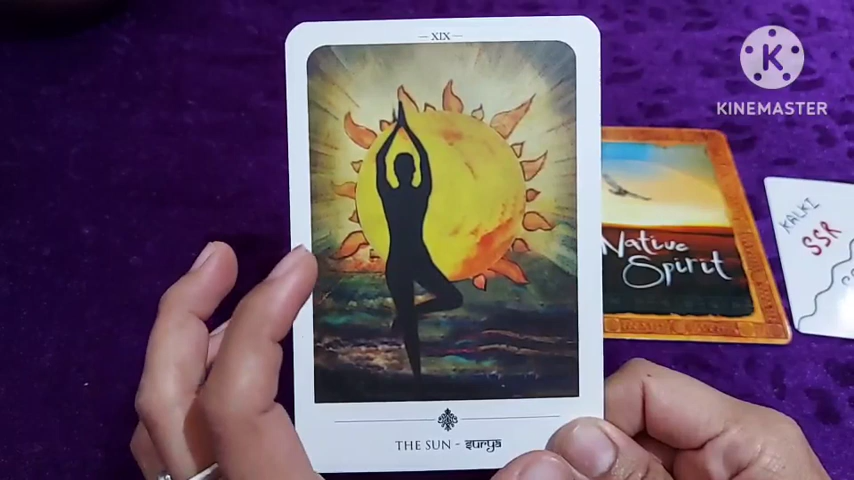 — XIX —
K
KINEMASTER
Native
Spirit
KALKI
SSR
THE SUN - surya